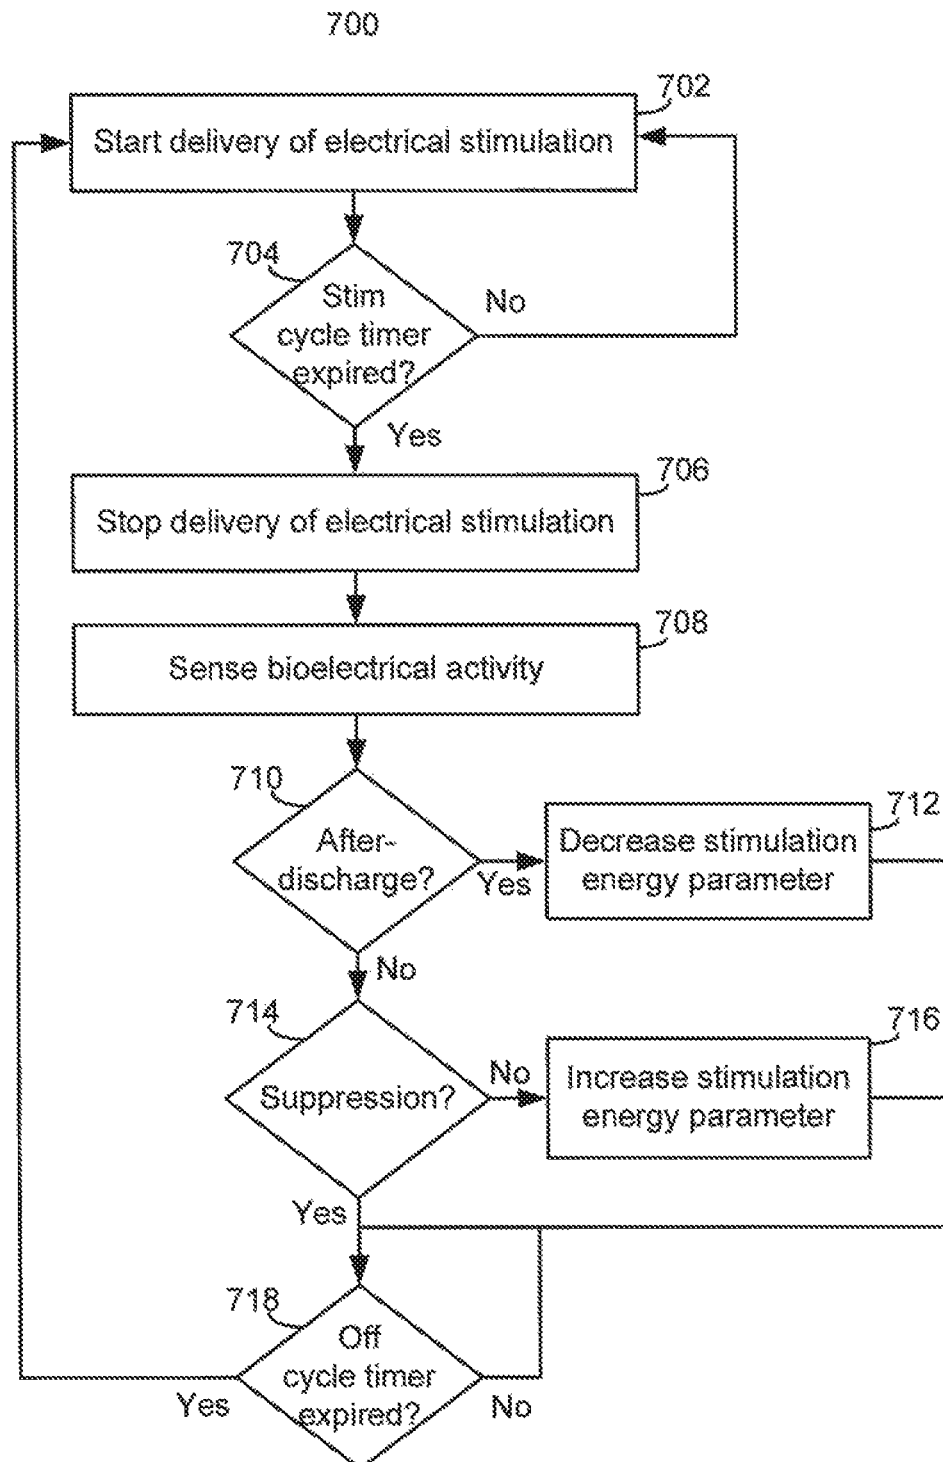 700
702
Start delivery of electrical stimulation
704
Stim
cycle timer
expired?
No
Yes
706
Stop delivery of electrical stimulation
708
Sense bioelectrical activity
710
After-
discharge?
Yes
712
Decrease stimulation
energy parameter
No
714
Suppression?
No
716
Increase stimulation
energy parameter
Yes
718
Off
cycle timer
expired?
Yes
No